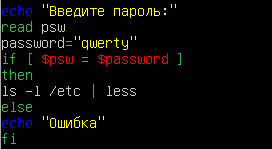 echo "Введите пароль:"
read psw
password="qwerty"
if [ $psw = $password ]
then
ls -l /etc | less
else
echo "Ошибка"
fi